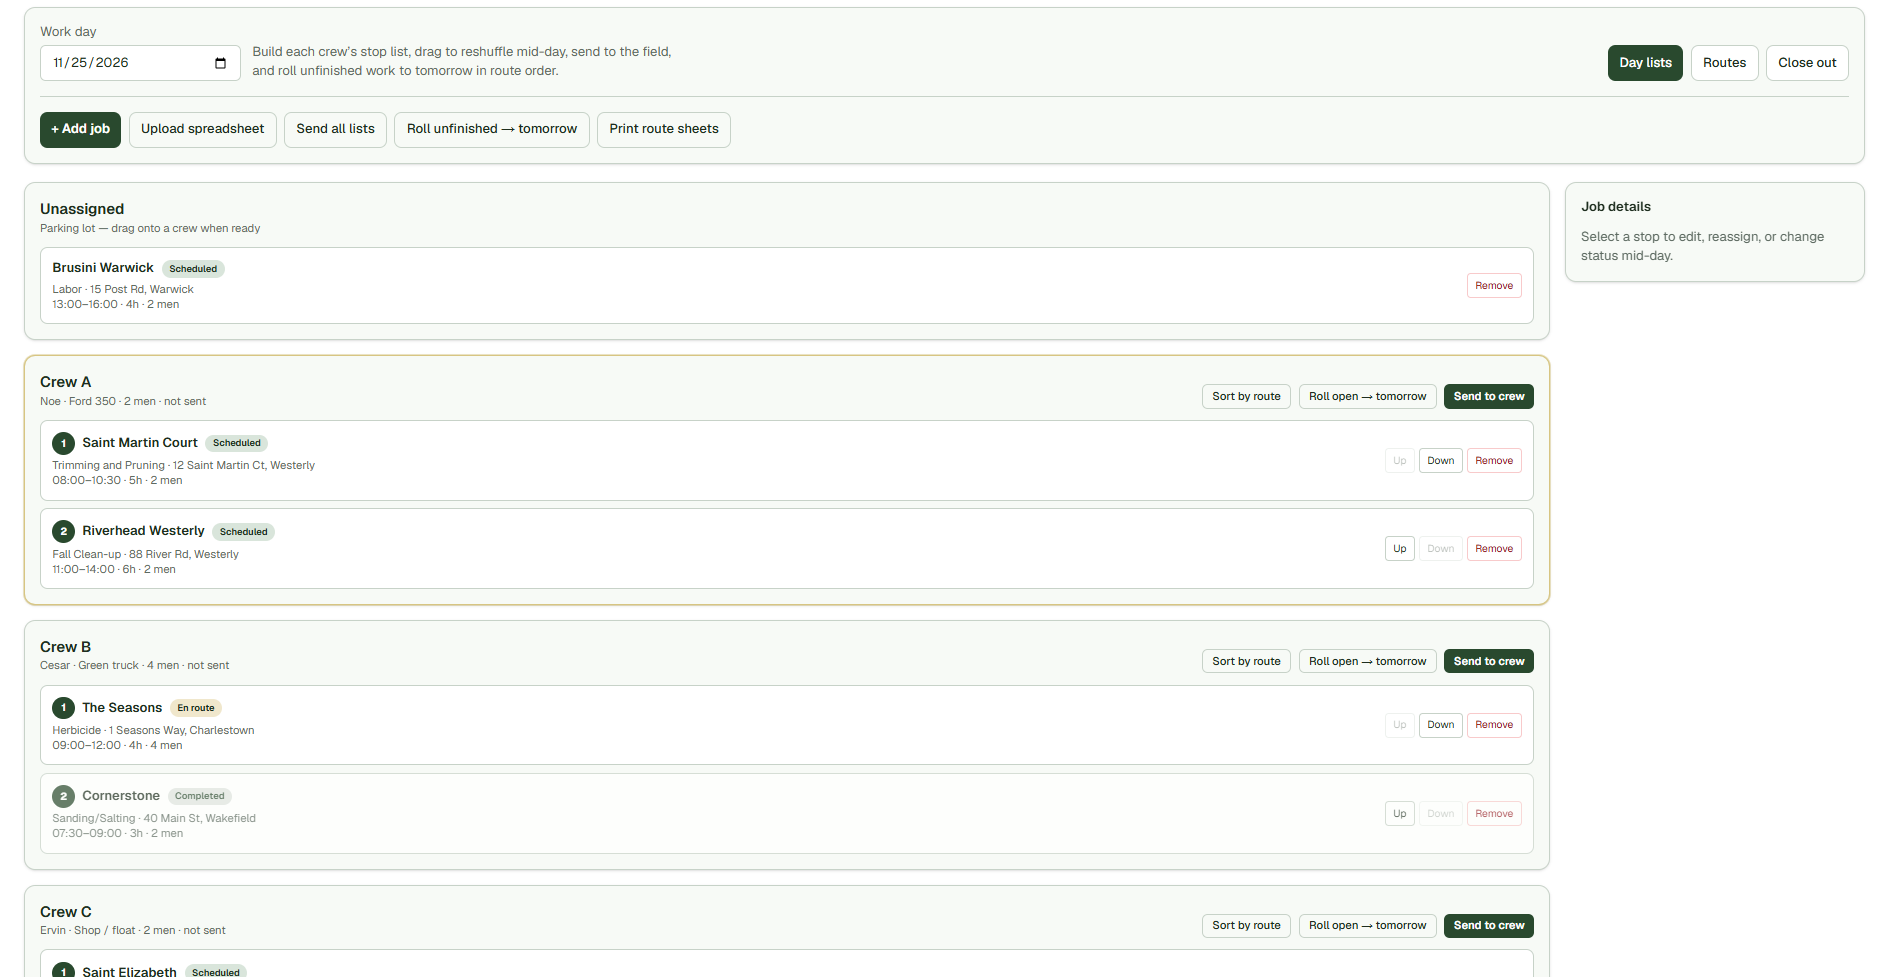 Work day
11/25/2026
Build each crew's stop list, drag to reshuffle mid-day, send to the field,
and roll unfinished work to tomorrow in route order.
Day lists
Routes
Close out
+ Add job
Upload spreadsheet
Send all lists
Roll unfinished → tomorrow
Print route sheets
Unassigned
Parking lot — drag onto a crew when ready
Brusini Warwick Scheduled
Labor · 15 Post Rd, Warwick
13:00–16:00 · 4h · 2 men
Remove
Job details
Select a stop to edit, reassign, or change
status mid-day.
Crew A
Noe · Ford 350 · 2 men · not sent
Sort by route
Roll open → tomorrow
Send to crew
1 Saint Martin Court Scheduled
Trimming and Pruning · 12 Saint Martin Ct, Westerly
08:00–10:30 · 5h · 2 men
Up
Down
Remove
2 Riverhead Westerly Scheduled
Fall Clean-up · 88 River Rd, Westerly
11:00–14:00 · 6h · 2 men
Up
Down
Remove
Crew B
Cesar · Green truck · 4 men · not sent
Sort by route
Roll open → tomorrow
Send to crew
1 The Seasons En route
Herbicide · 1 Seasons Way, Charlestown
09:00–12:00 · 4h · 4 men
Up
Down
Remove
2 Cornerstone Completed
Sanding/Salting · 40 Main St, Wakefield
07:30–09:00 · 3h · 2 men
Up
Down
Remove
Crew C
Ervin · Shop / float · 2 men · not sent
Sort by route
Roll open → tomorrow
Send to crew
1 Saint Elizabeth Scheduled